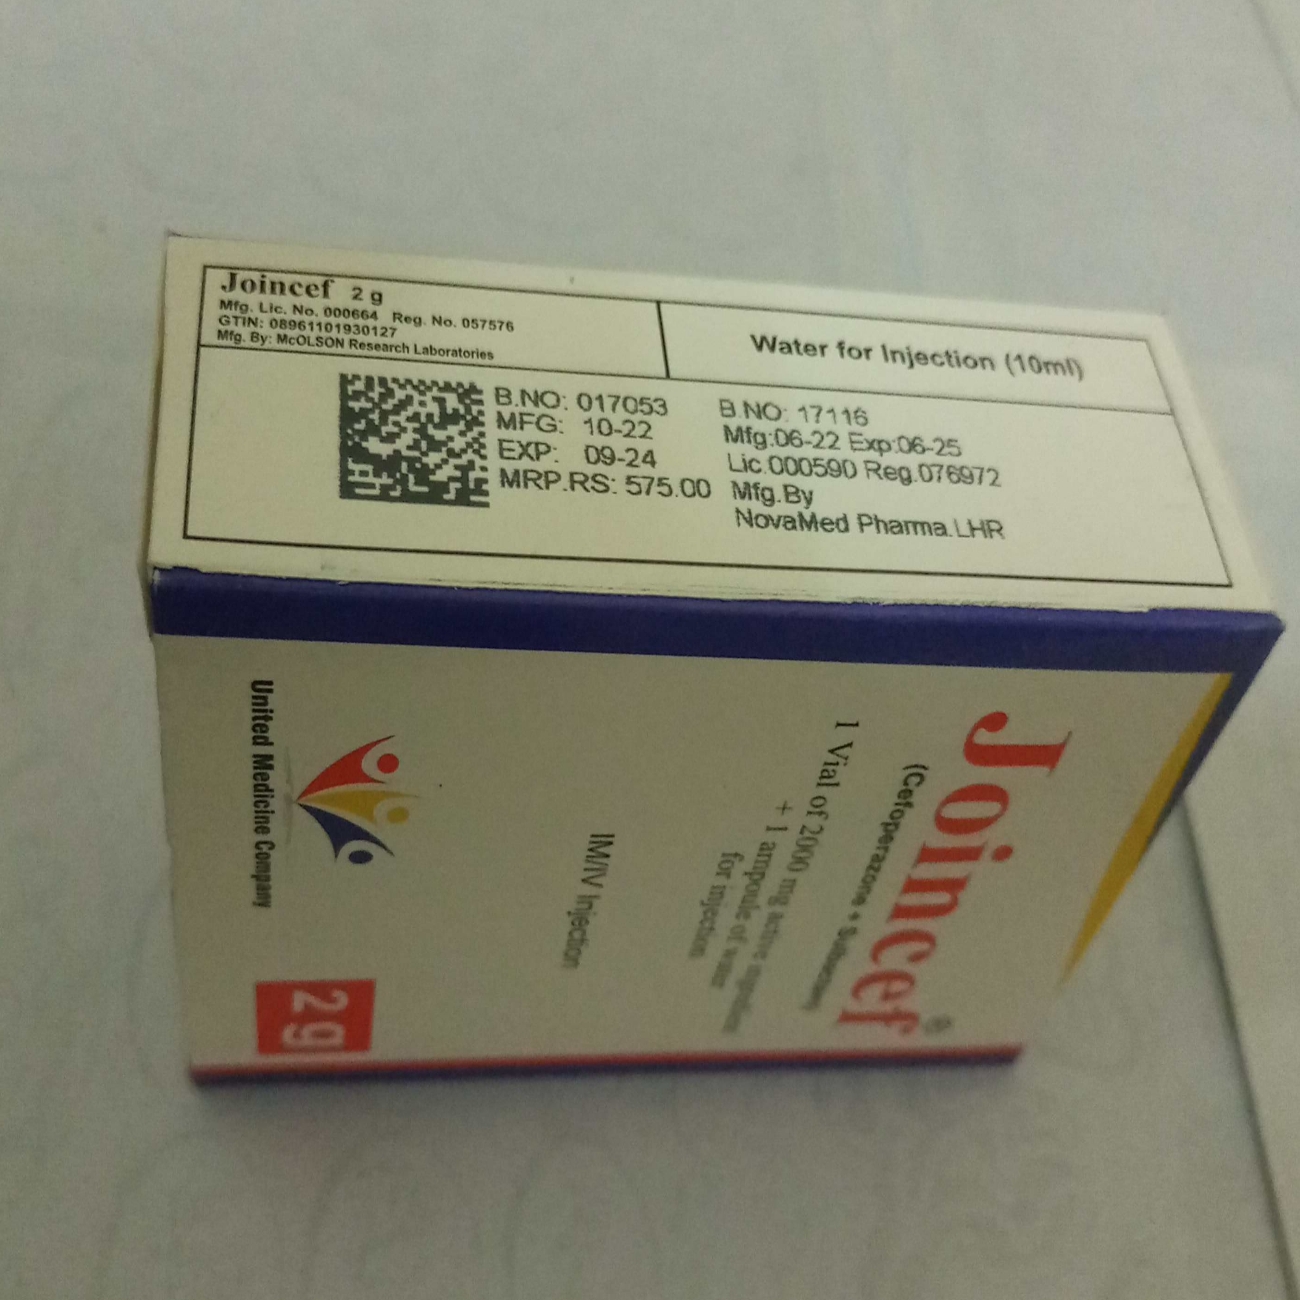 Joincef 2 g
Mfg. Lic. No. 000664 Reg. No. 057576
GTIN: 08961101930127
Mfg. By: McOLSON Research Laboratories
Water for Injection (10ml)
B.NO: 017053
MFG: 10-22
EXP: 09-24
MRP.RS: 575.00
B.NO: 17116
Mfg:06-22 Exp:06-25
Lic.000590 Reg.076972
Mfg.By
NovaMed Pharma.LHR
Joincef®
(Cefoperazone + Sulbactam)
1 Vial of 2000 mg active ingredient
+ 1 ampoule of water
for injection
IM/IV Injection
United Medicine Company
2g